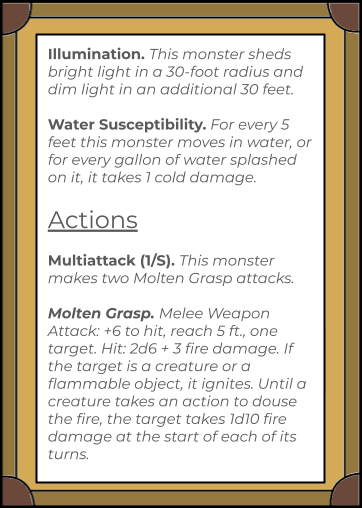 Illumination. This monster sheds
bright light in a 30-foot radius and
dim light in an additional 30 feet.
Water Susceptibility. For every 5
feet this monster moves in water, or
for every gallon of water splashed
on it, it takes 1 cold damage.
Actions
Multiattack (1/S). This monster
makes two Molten Grasp attacks.
Molten Grasp. Melee Weapon
Attack: +6 to hit, reach 5 ft., one
target. Hit: 2d6 + 3 fire damage. If
the target is a creature or a
flammable object, it ignites. Until a
creature takes an action to douse
the fire, the target takes 1d10 fire
damage at the start of each of its
turns.